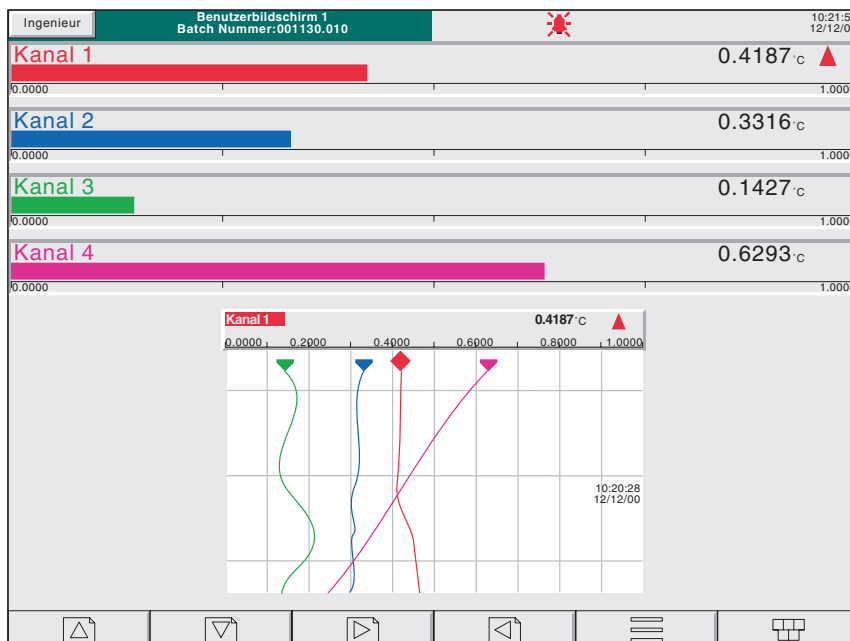 Ingenieur
Benutzerbildschirm 1
Batch Nummer:001130.010
10:21:5
12/12/0
Kanal 1
0.4187°C
0.0000 1.000
Kanal 2
0.3316°C
0.0000 1.000
Kanal 3
0.1427°C
0.0000 1.000
Kanal 4
0.6293°C
0.0000 1.000
Kanal 1 0.4187°C
0.0000 0.2000 0.4000 0.6000 0.8000 1.0000
10:20:28
12/12/00